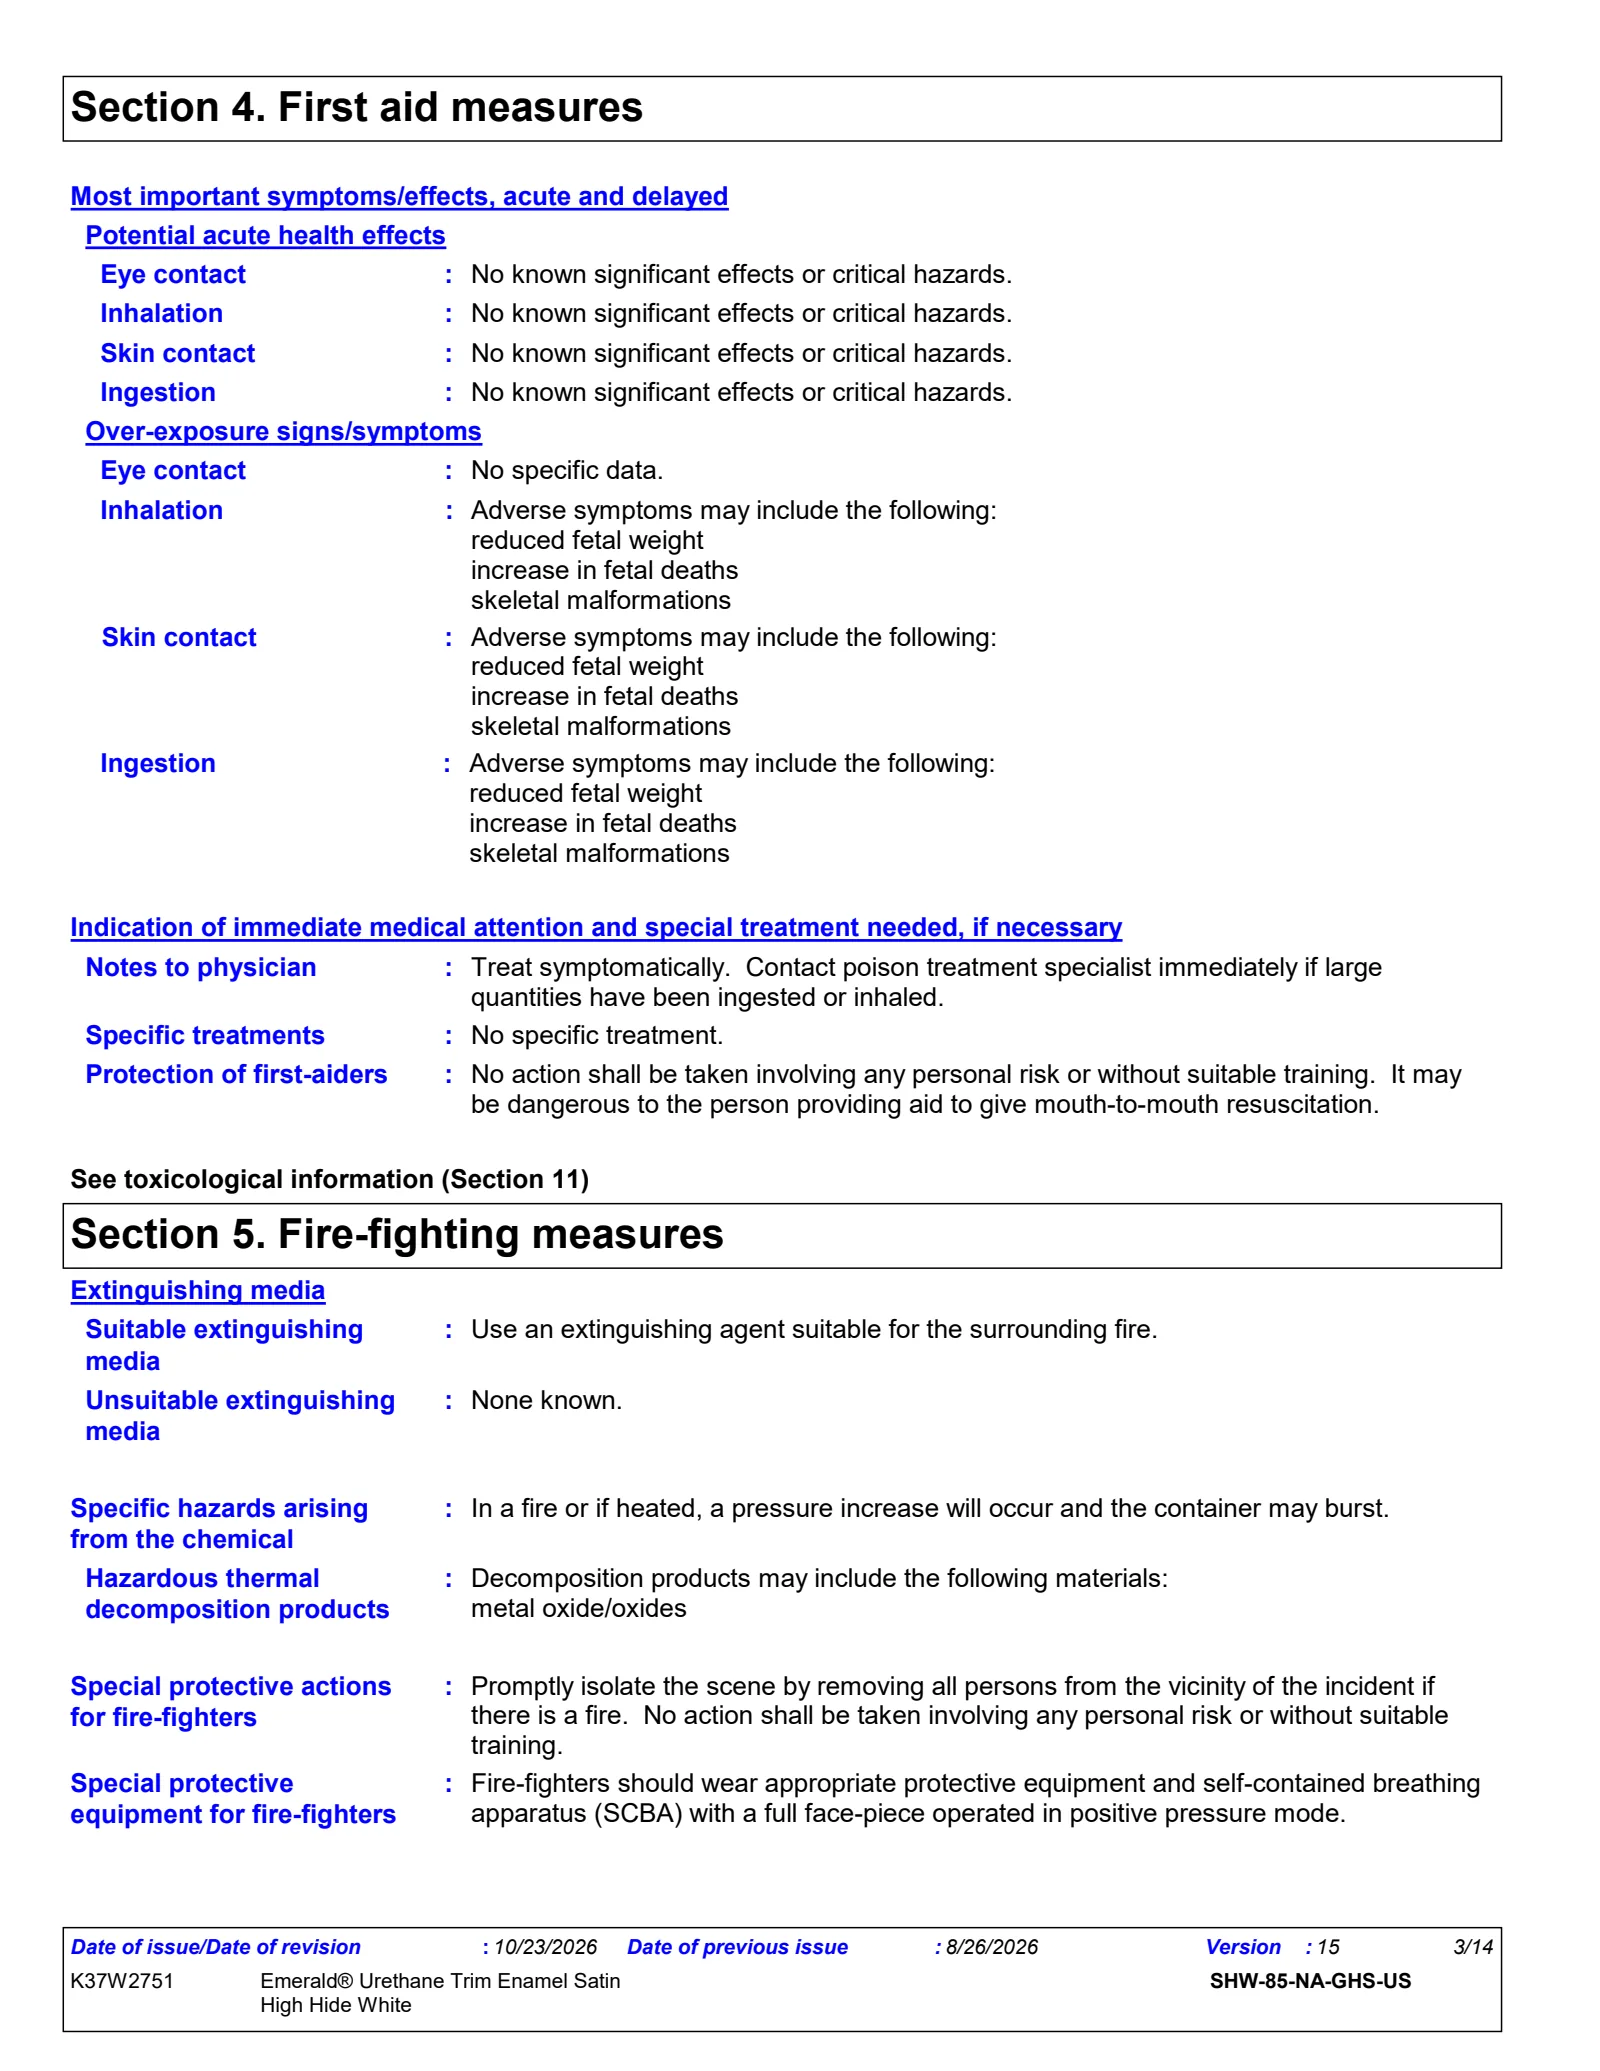 Section 4. First aid measures
Most important symptoms/effects, acute and delayed
Potential acute health effects
Eye contact : No known significant effects or critical hazards.
Inhalation : No known significant effects or critical hazards.
Skin contact : No known significant effects or critical hazards.
Ingestion : No known significant effects or critical hazards.
Over-exposure signs/symptoms
Eye contact : No specific data.
Inhalation : Adverse symptoms may include the following:
reduced fetal weight
increase in fetal deaths
skeletal malformations
Skin contact : Adverse symptoms may include the following:
reduced fetal weight
increase in fetal deaths
skeletal malformations
Ingestion : Adverse symptoms may include the following:
reduced fetal weight
increase in fetal deaths
skeletal malformations
Indication of immediate medical attention and special treatment needed, if necessary
Notes to physician : Treat symptomatically. Contact poison treatment specialist immediately if large
quantities have been ingested or inhaled.
Specific treatments : No specific treatment.
Protection of first-aiders : No action shall be taken involving any personal risk or without suitable training. It may
be dangerous to the person providing aid to give mouth-to-mouth resuscitation.
See toxicological information (Section 11)
Section 5. Fire-fighting measures
Extinguishing media
Suitable extinguishing : Use an extinguishing agent suitable for the surrounding fire.
media
Unsuitable extinguishing : None known.
media
Specific hazards arising : In a fire or if heated, a pressure increase will occur and the container may burst.
from the chemical
Hazardous thermal : Decomposition products may include the following materials:
decomposition products metal oxide/oxides
Special protective actions : Promptly isolate the scene by removing all persons from the vicinity of the incident if
for fire-fighters there is a fire. No action shall be taken involving any personal risk or without suitable
training.
Special protective : Fire-fighters should wear appropriate protective equipment and self-contained breathing
equipment for fire-fighters apparatus (SCBA) with a full face-piece operated in positive pressure mode.
Date of issue/Date of revision : 10/23/2026 Date of previous issue : 8/26/2026 Version : 15 3/14
K37W2751 Emerald® Urethane Trim Enamel Satin SHW-85-NA-GHS-US
High Hide White